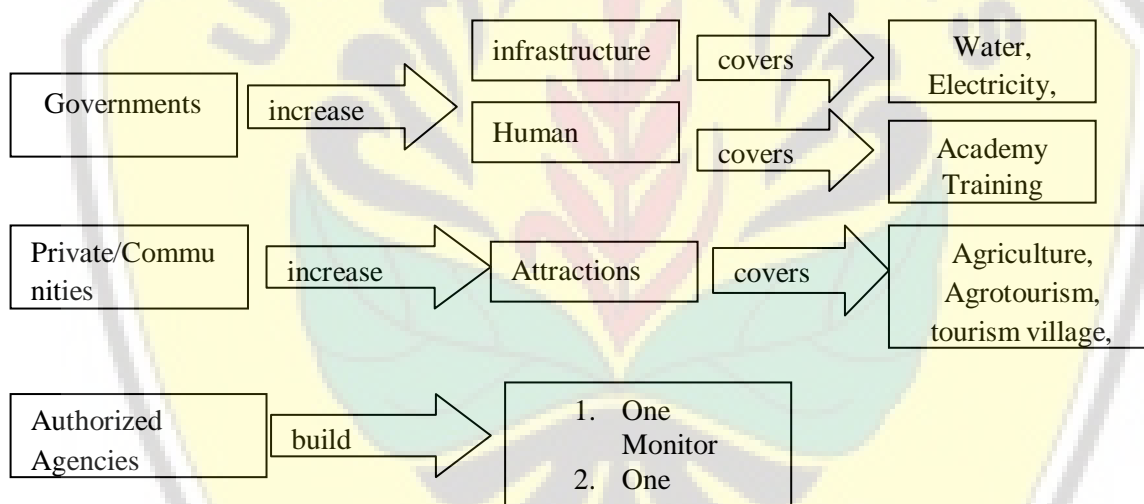 infrastructure
covers
Water,
Electricity,
Governments
increase
Human
covers
Academy
Training
Private/Commu
nities
increase
Attractions
covers
Agriculture,
Agrotourism,
tourism village,
Authorized
Agencies
build
1. One
Monitor
2. One